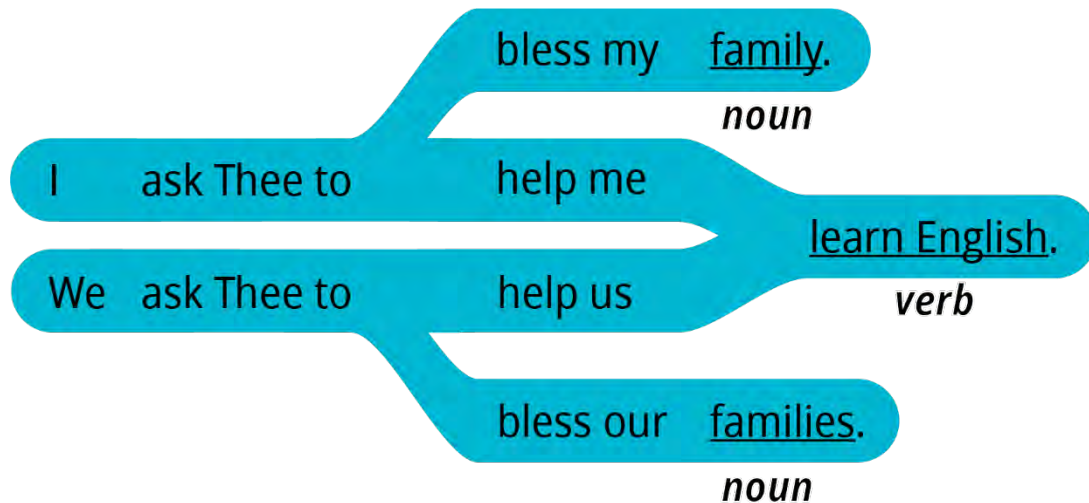 bless my family.
noun
I ask Thee to help me
learn English.
We ask Thee to help us
verb
bless our families.
noun